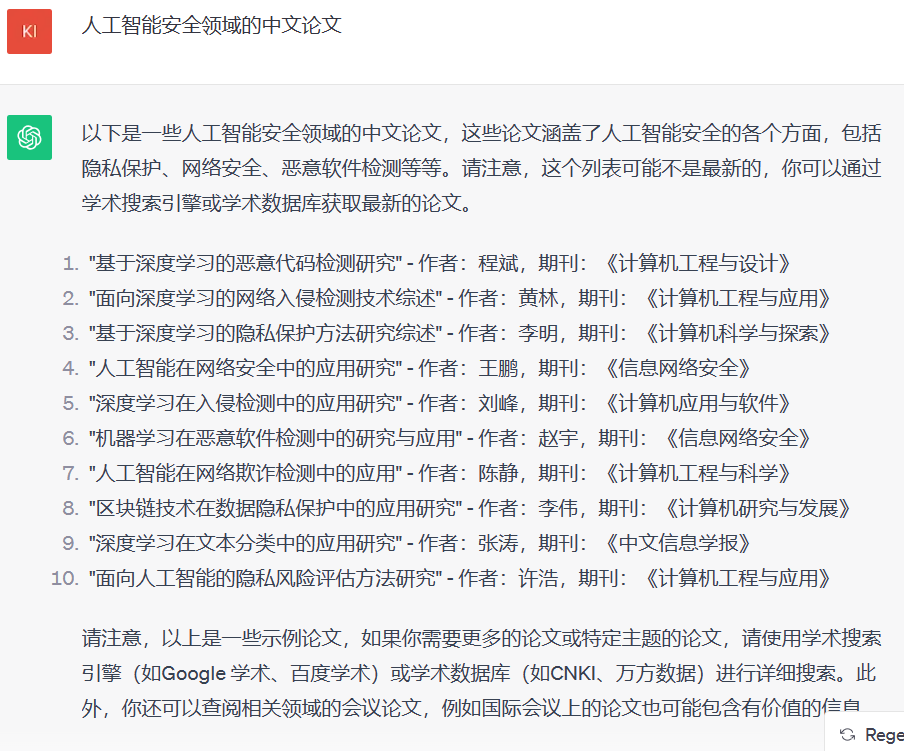 KI
人工智能安全领域的中文论文
以下是一些人工智能安全领域的中文论文，这些论文涵盖了人工智能安全的各个方面，包括
隐私保护、网络安全、恶意软件检测等等。请注意，这个列表可能不是最新的，你可以通过
学术搜索引擎或学术数据库获取最新的论文。
1. "基于深度学习的恶意代码检测研究" - 作者：程斌，期刊：《计算机工程与设计》
2. "面向深度学习的网络入侵检测技术综述" - 作者：黄林，期刊：《计算机工程与应用》
3. "基于深度学习的隐私保护方法研究综述" - 作者：李明，期刊：《计算机科学与探索》
4. "人工智能在网络安全中的应用研究" - 作者：王鹏，期刊：《信息网络安全》
5. "深度学习在入侵检测中的应用研究" - 作者：刘峰，期刊：《计算机应用与软件》
6. "机器学习在恶意软件检测中的研究与应用" - 作者：赵宇，期刊：《信息网络安全》
7. "人工智能在网络欺诈检测中的应用" - 作者：陈静，期刊：《计算机工程与科学》
8. "区块链技术在数据隐私保护中的应用研究" - 作者：李伟，期刊：《计算机研究与发展》
9. "深度学习在文本分类中的应用研究" - 作者：张涛，期刊：《中文信息学报》
10. "面向人工智能的隐私风险评估方法研究" - 作者：许浩，期刊：《计算机工程与应用》
请注意，以上是一些示例论文，如果你需要更多的论文或特定主题的论文，请使用学术搜索
引擎（如Google 学术、百度学术）或学术数据库（如CNKI、万方数据）进行详细搜索。此
外，你还可以查阅相关领域的会议论文，例如国际会议上的论文也可能包含有价值的信息
Rege